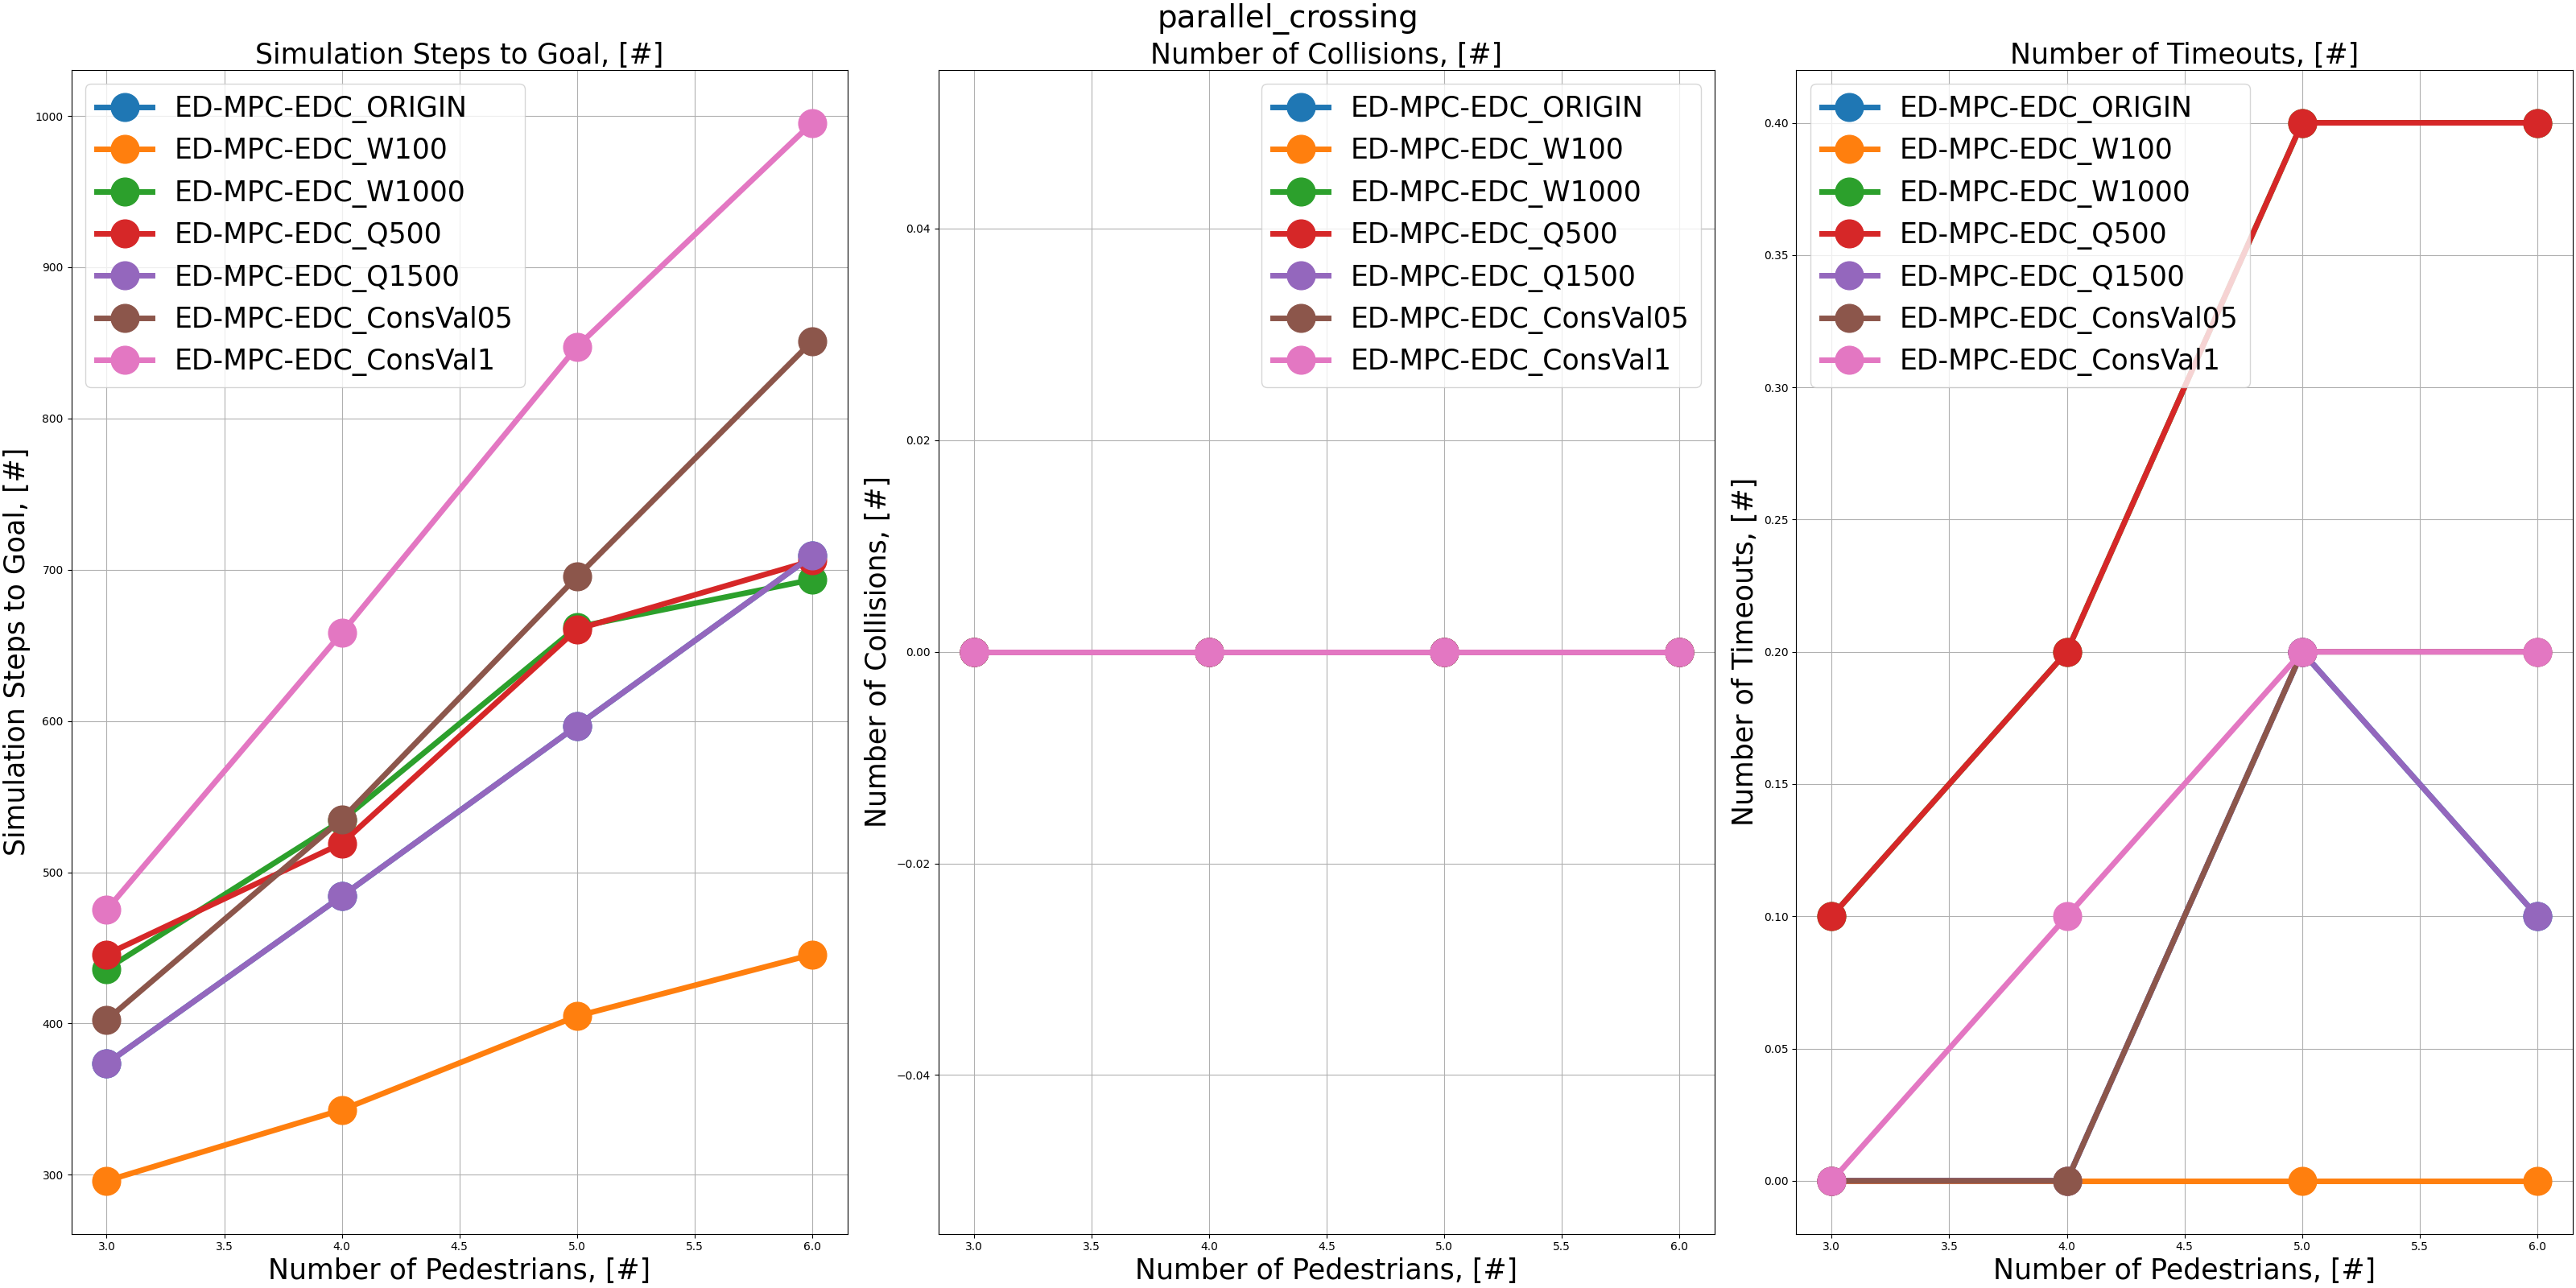 parallel_crossing
Simulation Steps to Goal, [#]
ED-MPC-EDC_ORIGIN
ED-MPC-EDC_W100
ED-MPC-EDC_W1000
ED-MPC-EDC_Q500
ED-MPC-EDC_Q1500
ED-MPC-EDC_ConsVal05
ED-MPC-EDC_ConsVal1
Simulation Steps to Goal, [#]
1000
900
800
700
600
500
400
300
3.0 3.5 4.0 4.5 5.0 5.5 6.0
Number of Pedestrians, [#]
Number of Collisions, [#]
ED-MPC-EDC_ORIGIN
ED-MPC-EDC_W100
ED-MPC-EDC_W1000
ED-MPC-EDC_Q500
ED-MPC-EDC_Q1500
ED-MPC-EDC_ConsVal05
ED-MPC-EDC_ConsVal1
Number of Collisions, [#]
0.04
0.02
0.00
−0.02
−0.04
3.0 3.5 4.0 4.5 5.0 5.5 6.0
Number of Pedestrians, [#]
Number of Timeouts, [#]
ED-MPC-EDC_ORIGIN
ED-MPC-EDC_W100
ED-MPC-EDC_W1000
ED-MPC-EDC_Q500
ED-MPC-EDC_Q1500
ED-MPC-EDC_ConsVal05
ED-MPC-EDC_ConsVal1
Number of Timeouts, [#]
0.40
0.35
0.30
0.25
0.20
0.15
0.10
0.05
0.00
3.0 3.5 4.0 4.5 5.0 5.5 6.0
Number of Pedestrians, [#]